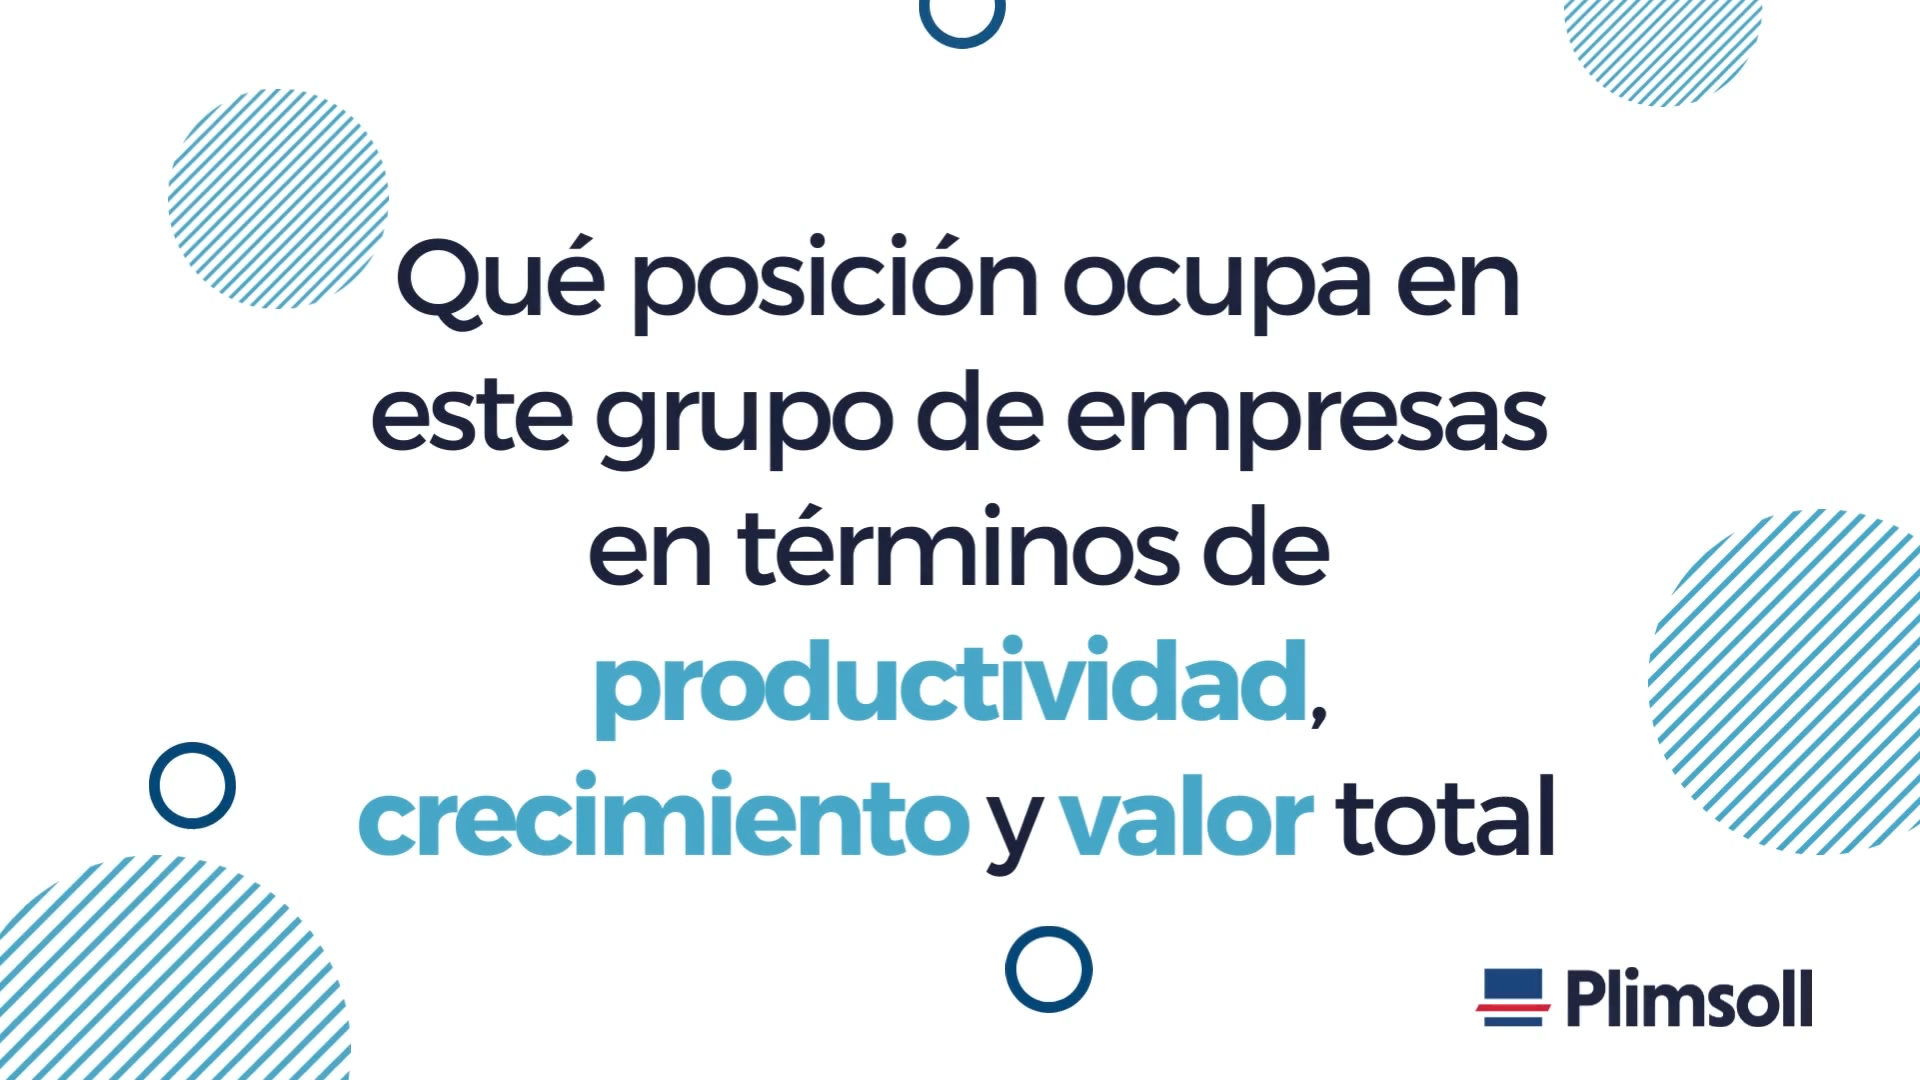 Qué posición ocupa en
este grupo de empresas
en términos de
productividad,
crecimiento y valor total
Plimsoll